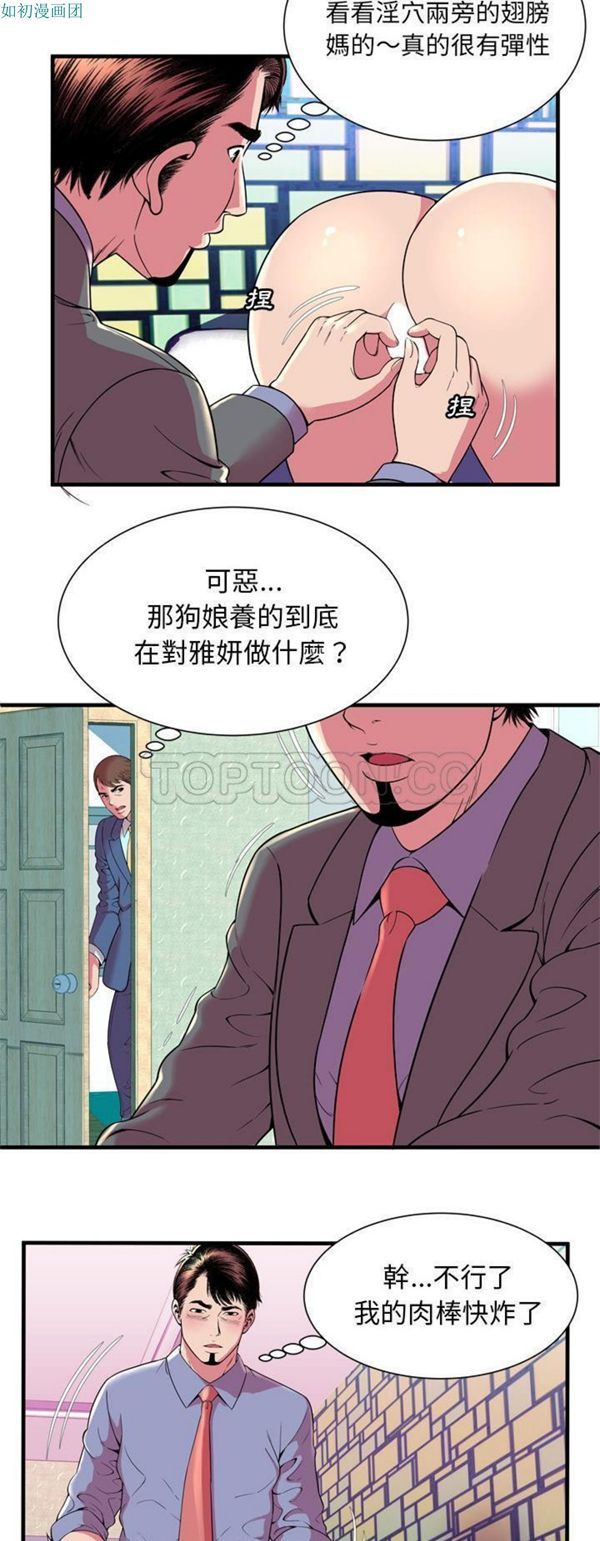 如初漫画团
看看淫穴兩旁的翅膀
媽的～真的很有彈性
捏
捏
可惡...
那狗娘養的到底
在對雅妍做什麼？
TOPTOON.CC
幹...不行了
我的肉棒快炸了